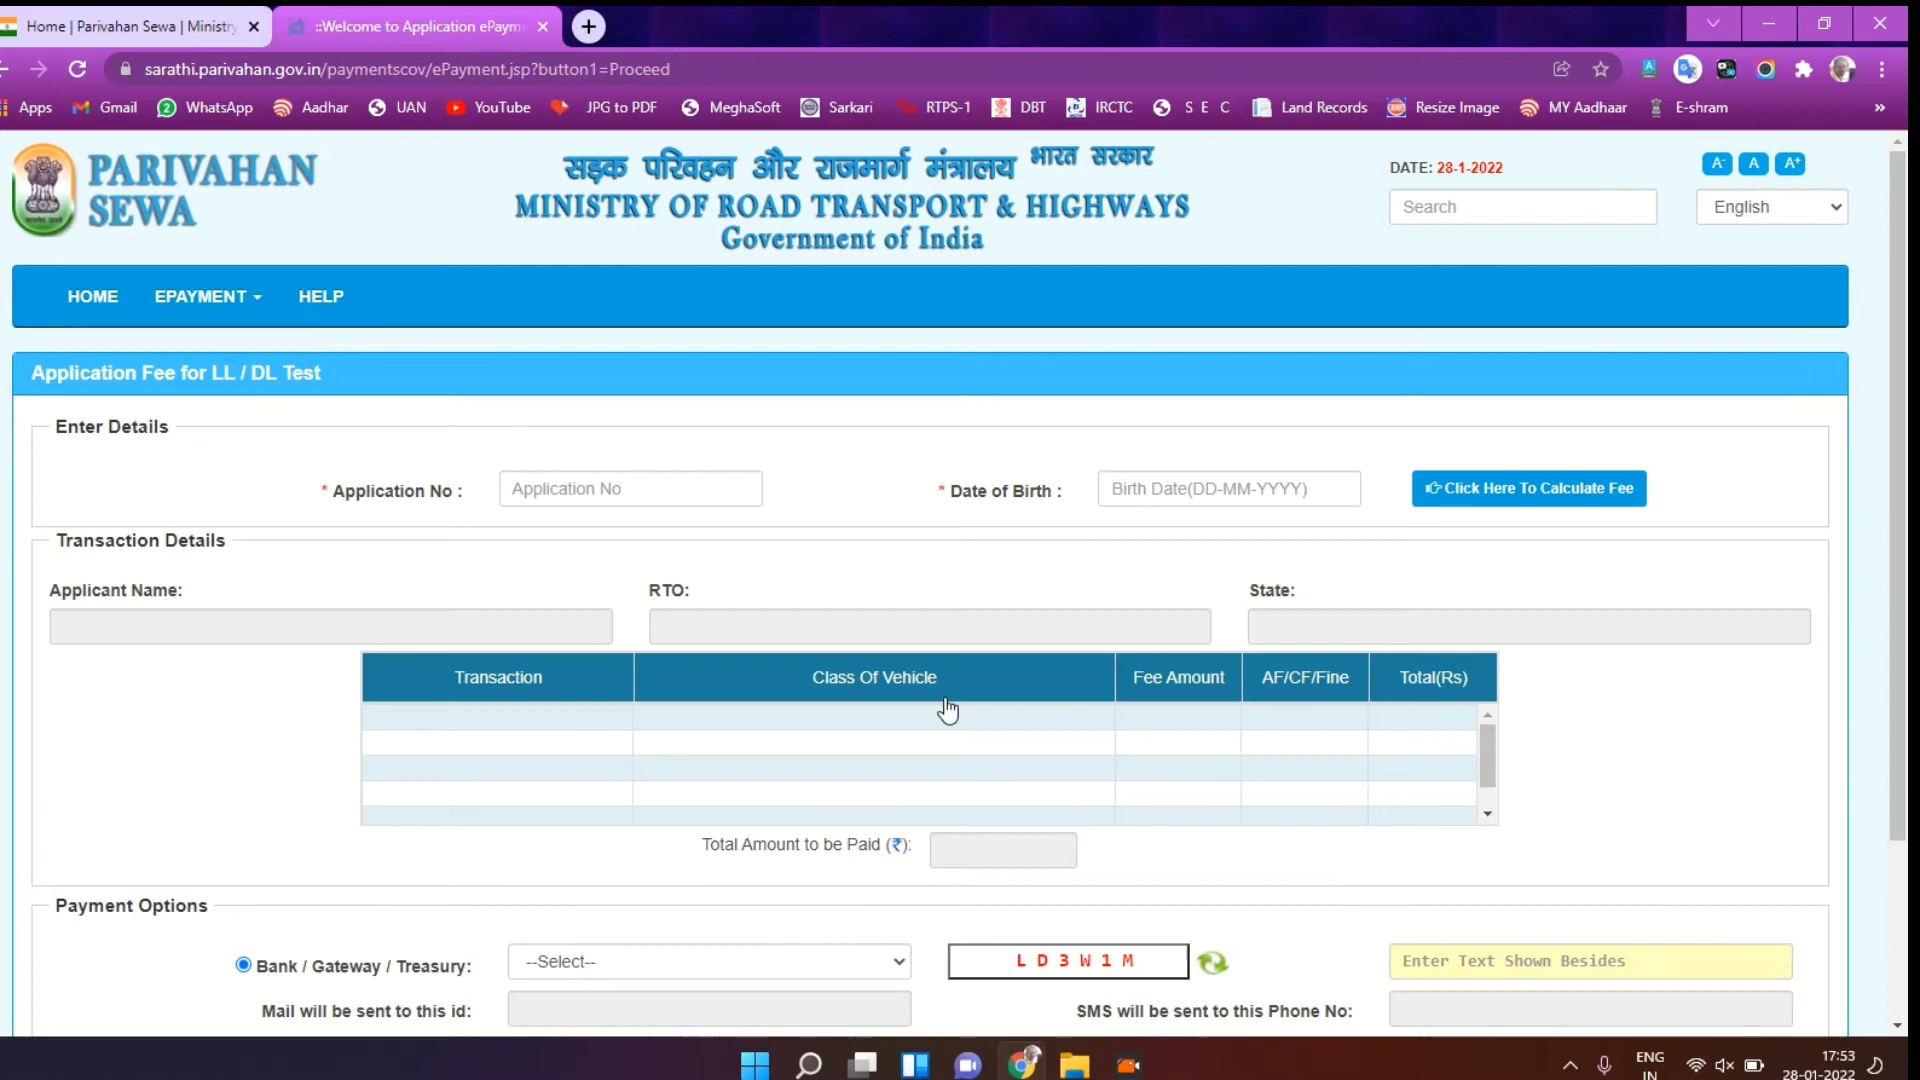 Home | Parivahan Sewa | Ministry
::Welcome to Application ePaym
sarathi.parivahan.gov.in/paymentscov/ePayment.jsp?button1=Proceed
Apps Gmail WhatsApp Aadhar UAN YouTube JPG to PDF MeghaSoft Sarkari RTPS-1 DBT IRCTC S E C Land Records Resize Image MY Aadhaar E-shram »
PARIVAHAN SEWA
सड़क परिवहन और राजमार्ग मंत्रालय भारत सरकार
MINISTRY OF ROAD TRANSPORT & HIGHWAYS
Government of India
DATE: 28-1-2022
A- A A+
Search
English
HOME EPAYMENT HELP
Application Fee for LL / DL Test
Enter Details
* Application No : Application No * Date of Birth : Birth Date(DD-MM-YYYY) Click Here To Calculate Fee
Transaction Details
Applicant Name: RTO: State:
Transaction Class Of Vehicle Fee Amount AF/CF/Fine Total(Rs)
Total Amount to be Paid (₹):
Payment Options
Bank / Gateway / Treasury: --Select-- L D 3 W 1 M Enter Text Shown Besides
Mail will be sent to this id: SMS will be sent to this Phone No:
ENG
IN
17:53
28-01-2022